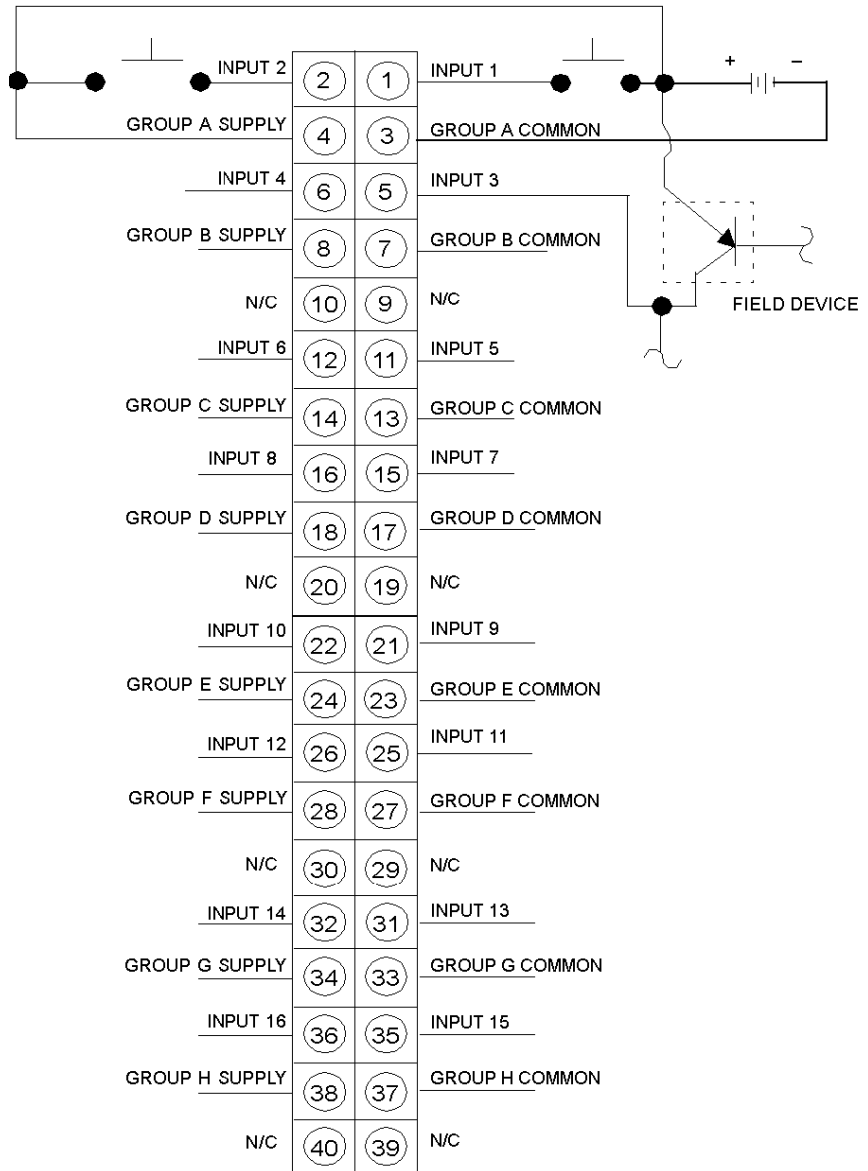 + –
INPUT 2 2 1 INPUT 1
GROUP A SUPPLY 4 3 GROUP A COMMON
INPUT 4 6 5 INPUT 3
GROUP B SUPPLY 8 7 GROUP B COMMON
N/C 10 9 N/C
FIELD DEVICE
INPUT 6 12 11 INPUT 5
GROUP C SUPPLY 14 13 GROUP C COMMON
INPUT 8 16 15 INPUT 7
GROUP D SUPPLY 18 17 GROUP D COMMON
N/C 20 19 N/C
INPUT 10 22 21 INPUT 9
GROUP E SUPPLY 24 23 GROUP E COMMON
INPUT 12 26 25 INPUT 11
GROUP F SUPPLY 28 27 GROUP F COMMON
N/C 30 29 N/C
INPUT 14 32 31 INPUT 13
GROUP G SUPPLY 34 33 GROUP G COMMON
INPUT 16 36 35 INPUT 15
GROUP H SUPPLY 38 37 GROUP H COMMON
N/C 40 39 N/C